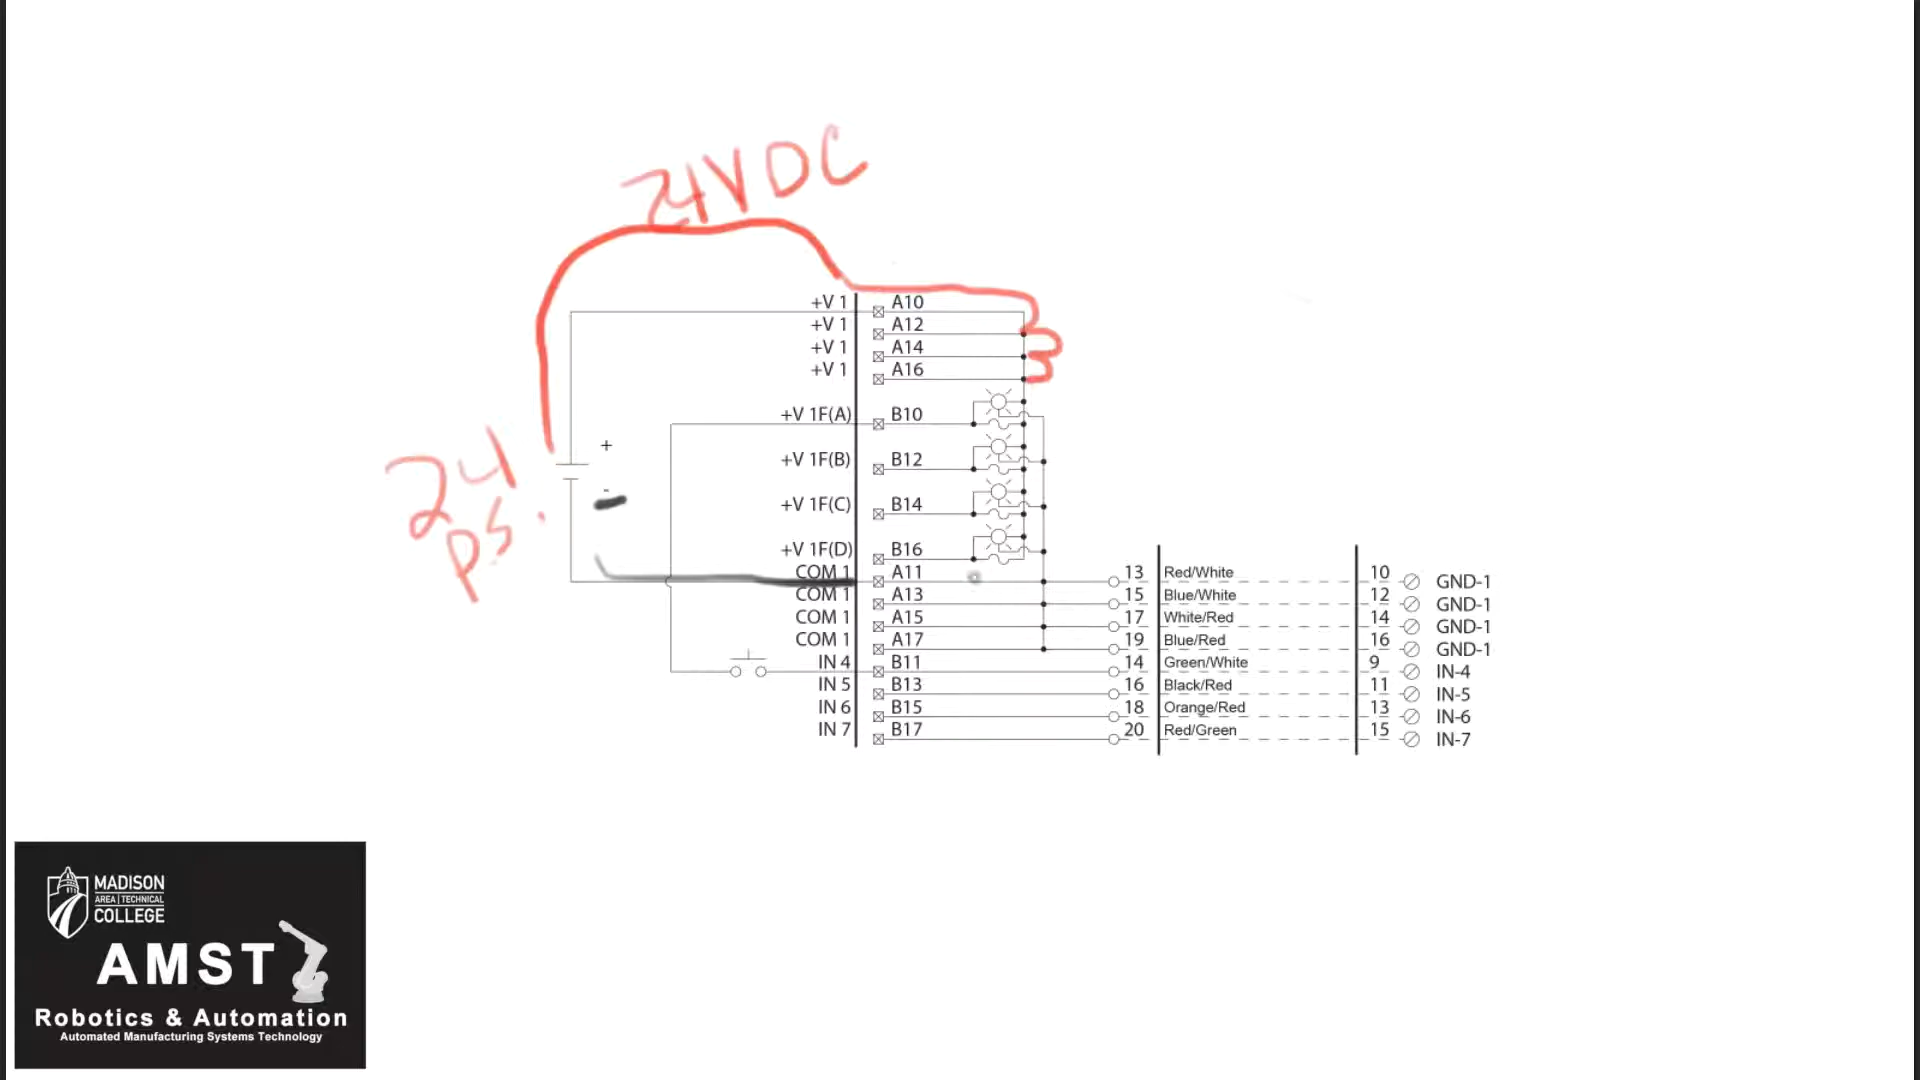 24VDC
+V 1 A10
+V 1 A12
+V 1 A14
+V 1 A16
+V 1F(A) B10
+
24
+V 1F(B) B12
-
ps.
+V 1F(C) B14
+V 1F(D) B16
COM 1 A11 13 Red/White 10 GND-1
COM 1 A13 15 Blue/White 12 GND-1
COM 1 A15 17 White/Red 14 GND-1
COM 1 A17 19 Blue/Red 16 GND-1
IN 4 B11 14 Green/White 9 IN-4
IN 5 B13 16 Black/Red 11 IN-5
IN 6 B15 18 Orange/Red 13 IN-6
IN 7 B17 20 Red/Green 15 IN-7
MADISON
AREA | TECHNICAL
COLLEGE
AMST
Robotics & Automation
Automated Manufacturing Systems Technology